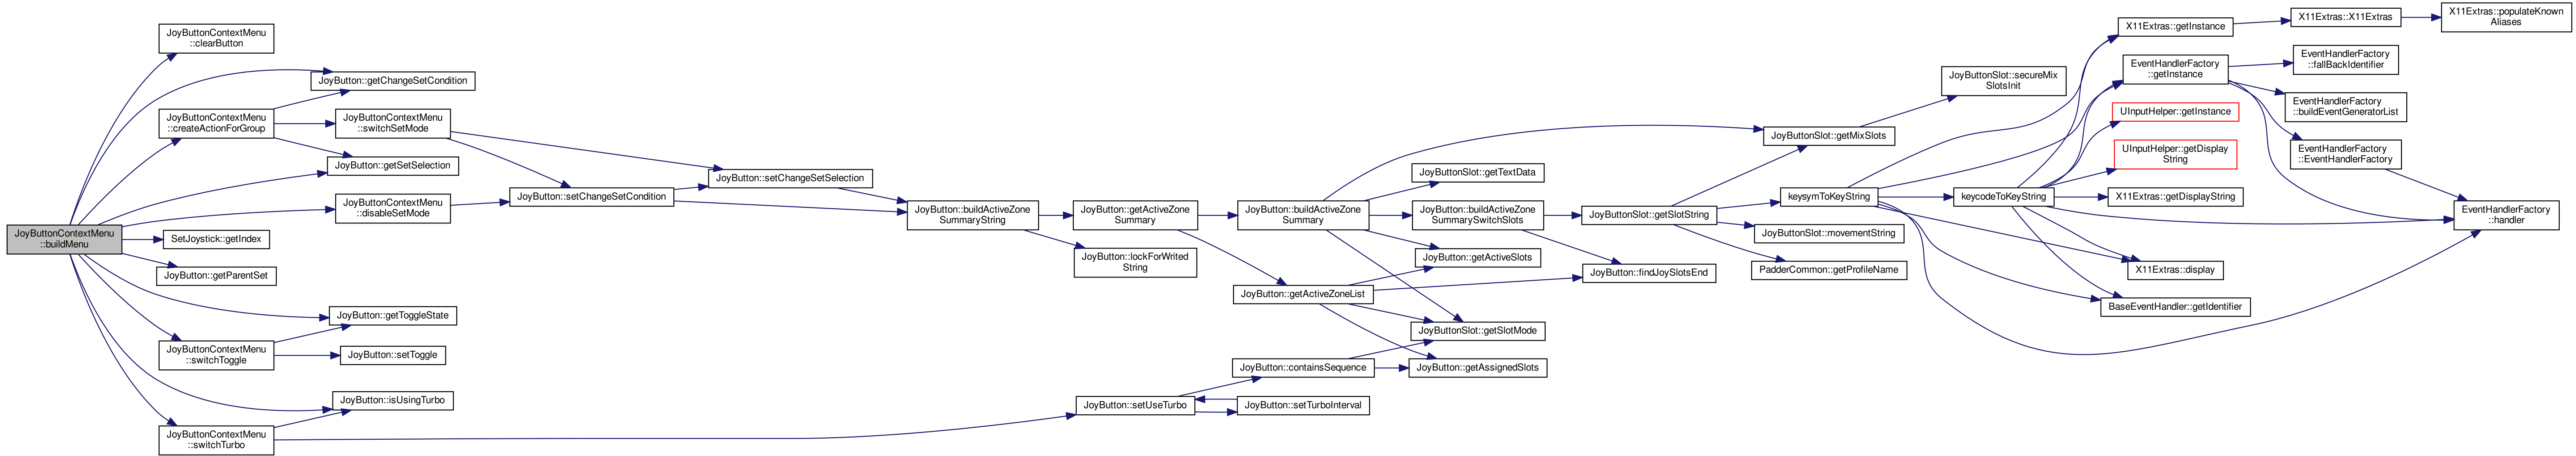 JoyButtonContextMenu
::buildMenu
JoyButtonContextMenu
::clearButton
JoyButton::getChangeSetCondition
JoyButtonContextMenu
::createActionForGroup
JoyButtonContextMenu
::switchSetMode
JoyButton::getSetSelection
JoyButtonContextMenu
::disableSetMode
SetJoystick::getIndex
JoyButton::getParentSet
JoyButton::getToggleState
JoyButtonContextMenu
::switchToggle
JoyButton::setToggle
JoyButton::isUsingTurbo
JoyButtonContextMenu
::switchTurbo
JoyButton::setChangeSetCondition
JoyButton::setChangeSetSelection
JoyButton::buildActiveZone
SummaryString
JoyButton::getActiveZone
Summary
JoyButton::lockForWrited
String
JoyButton::buildActiveZone
Summary
JoyButton::getActiveZoneList
JoyButton::containsSequence
JoyButton::setUseTurbo
JoyButton::setTurboInterval
JoyButtonSlot::getTextData
JoyButton::buildActiveZone
SummarySwitchSlots
JoyButton::getActiveSlots
JoyButtonSlot::getSlotMode
JoyButton::getAssignedSlots
JoyButtonSlot::getSlotString
JoyButton::findJoySlotsEnd
JoyButtonSlot::getMixSlots
JoyButtonSlot::secureMix
SlotsInit
keysymToKeyString
JoyButtonSlot::movementString
PadderCommon::getProfileName
keycodeToKeyString
X11Extras::getInstance
EventHandlerFactory
::getInstance
UInputHelper::getInstance
UInputHelper::getDisplay
String
X11Extras::getDisplayString
X11Extras::display
BaseEventHandler::getIdentifier
X11Extras::X11Extras
X11Extras::populateKnown
Aliases
EventHandlerFactory
::fallBackIdentifier
EventHandlerFactory
::buildEventGeneratorList
EventHandlerFactory
::EventHandlerFactory
EventHandlerFactory
::handler